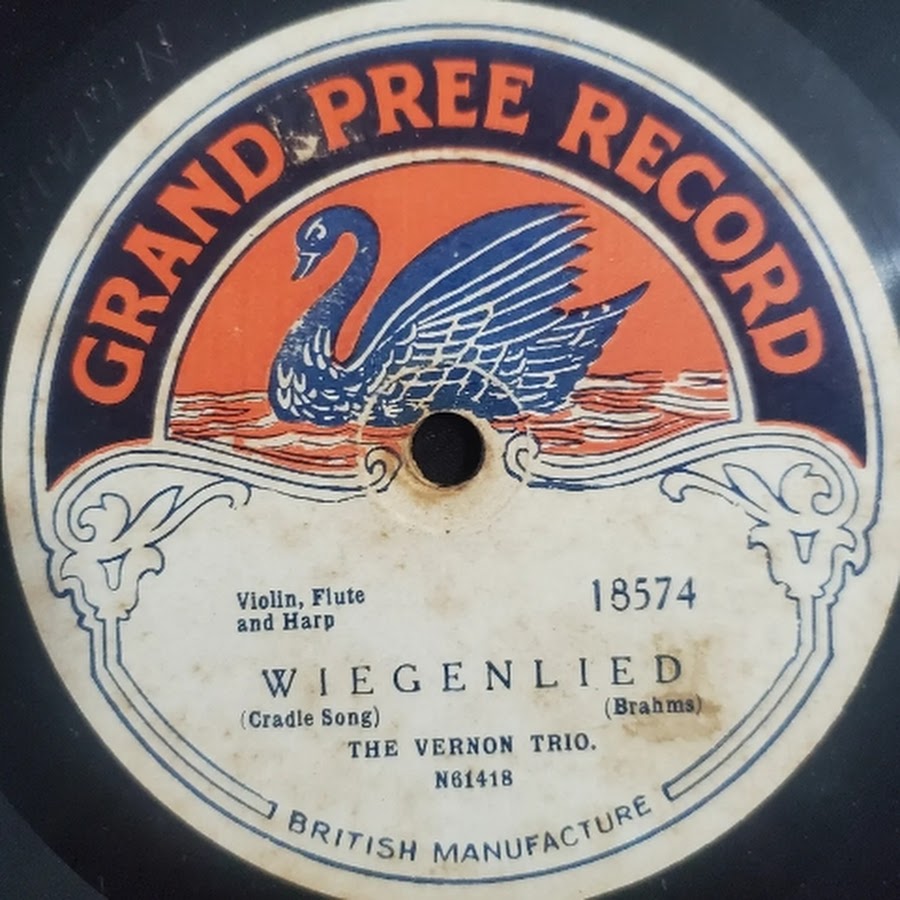 GRAND PREE RECORD
Violin, Flute
and Harp
18574
WIEGENLIED
(Cradle Song)
(Brahms)
THE VERNON TRIO.
N61418
BRITISH MANUFACTURE